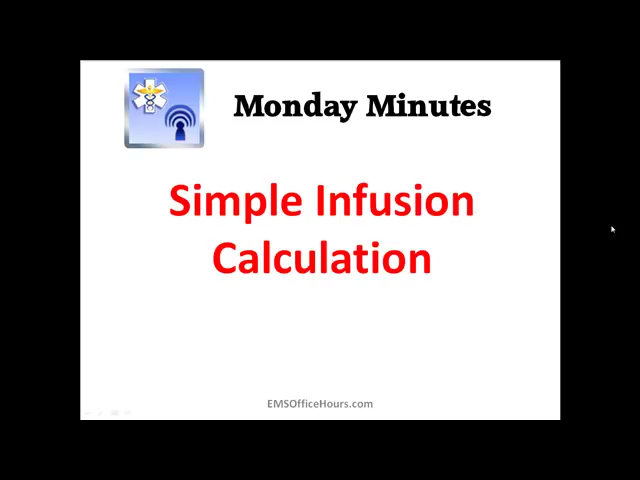 Monday Minutes
Simple Infusion
Calculation
EMSOfficeHours.com